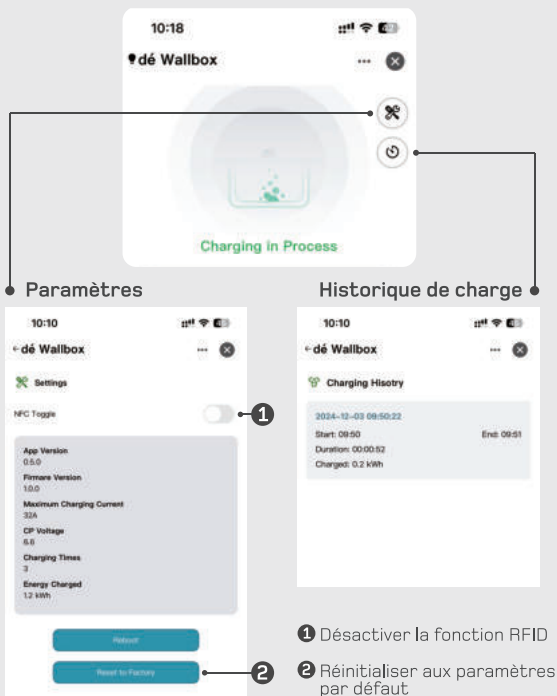 10:18
42
dé Wallbox
Charging in Process
Paramètres
10:10
dé Wallbox
Settings
NFC Toggle
1
App Version
0.5.0
Firmare Version
1.0.0
Maximum Charging Current
32A
CP Voltage
6.6
Charging Times
3
Energy Charged
1.2 kWh
Reboot
Reset to Factory
2
Historique de charge
10:10
dé Wallbox
Charging Hisotry
2024-12-03 09:50:22
Start: 09:50 End: 09:51
Duration: 00:00:52
Charged: 0.2 kWh
1 Désactiver la fonction RFID
2 Réinitialiser aux paramètres
par défaut